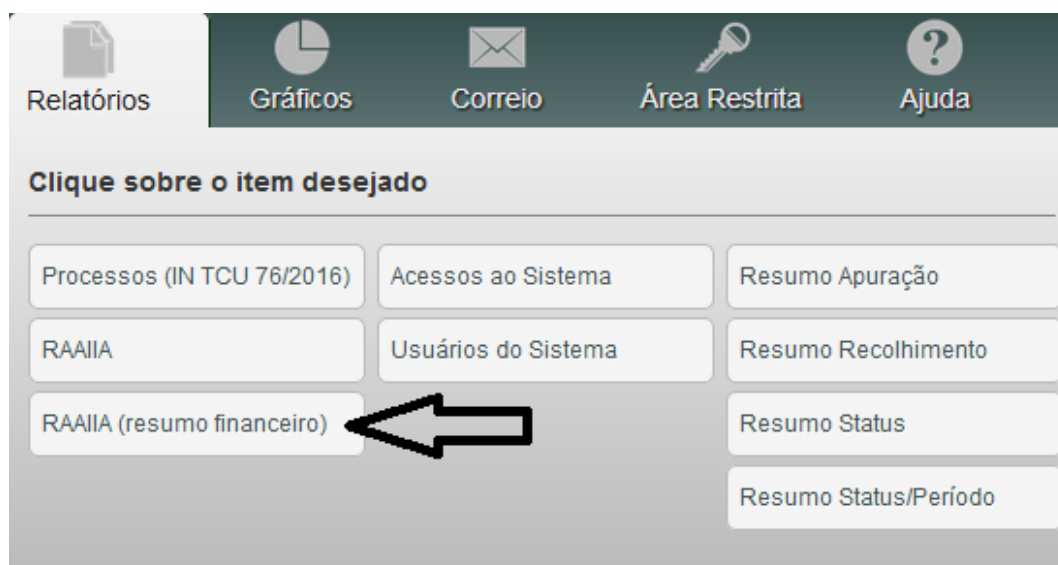 Relatórios Gráficos Correio Área Restrita Ajuda
Clique sobre o item desejado
Processos (IN TCU 76/2016) Acessos ao Sistema Resumo Apuração
RAAIIA Usuários do Sistema Resumo Recolhimento
RAAIIA (resumo financeiro) Resumo Status
Resumo Status/Período